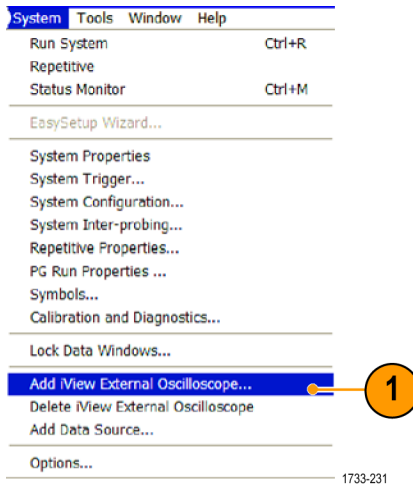 System Tools Window Help
Run System Ctrl+R
Repetitive
Status Monitor Ctrl+M
EasySetup Wizard...
System Properties
System Trigger...
System Configuration...
System Inter-probing...
Repetitive Properties...
PG Run Properties ...
Symbols...
Calibration and Diagnostics...
Lock Data Windows...
Add iView External Oscilloscope...
1
Delete iView External Oscilloscope
Add Data Source...
Options...
1733-231